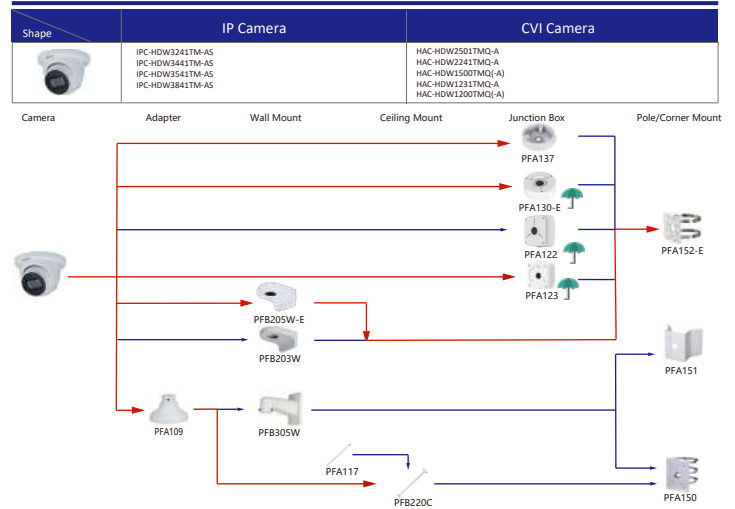 Shape
IP Camera
CVI Camera
IPC-HDW3241TM-AS
IPC-HDW3441TM-AS
IPC-HDW3541TM-AS
IPC-HDW3841TM-AS
HAC-HDW2501TMQ-A
HAC-HDW2241TMQ-A
HAC-HDW1500TMQ(-A)
HAC-HDW1231TMQ-A
HAC-HDW1200TMQ(-A)
Camera
Adapter
Wall Mount
Ceiling Mount
Junction Box
Pole/Corner Mount
PFA137
PFA130-E
PFA122
PFA152-E
PFA123
PFB205W-E
PFB203W
PFA151
PFA109
PFB305W
PFA117
PFB220C
PFA150